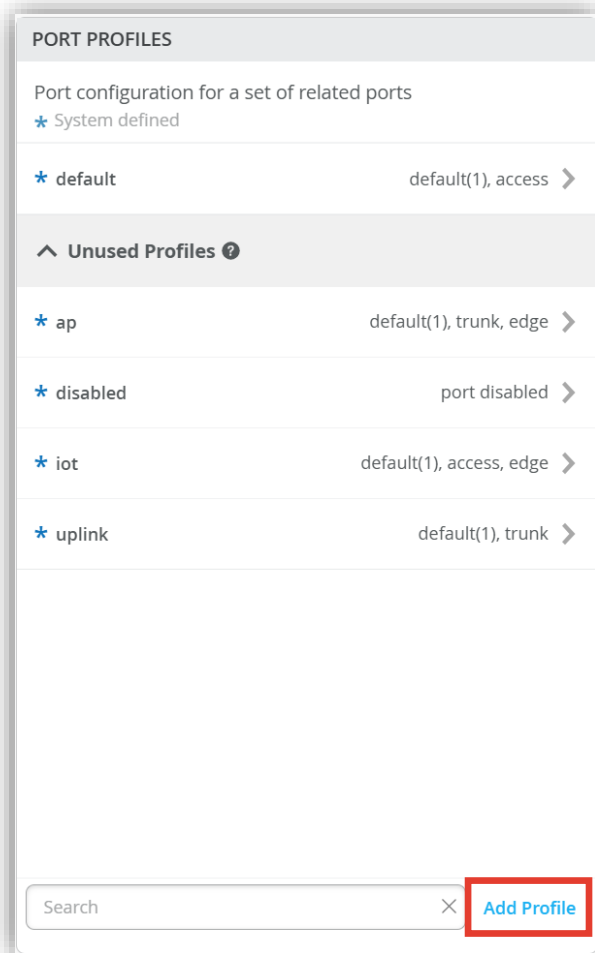 PORT PROFILES
Port configuration for a set of related ports
* System defined
* default default(1), access
Unused Profiles ?
* ap default(1), trunk, edge
* disabled port disabled
* iot default(1), access, edge
* uplink default(1), trunk
Search Add Profile